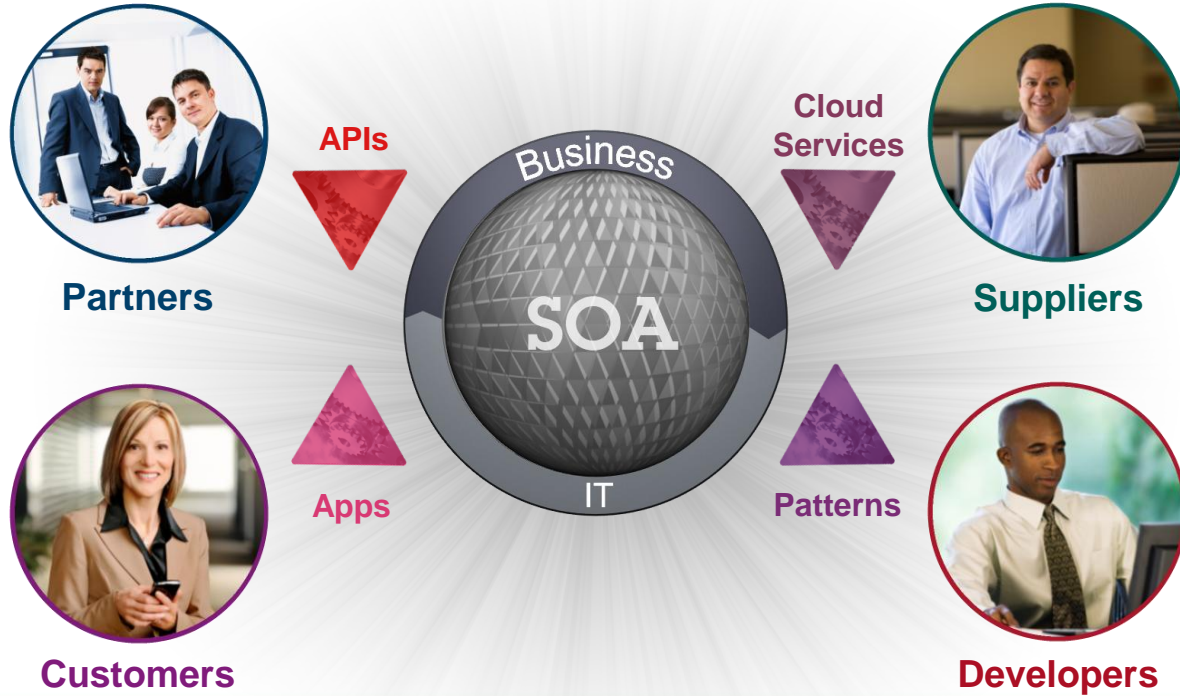 APIs
Cloud
Services
Business
Partners
Suppliers
SOA
Apps
IT
Patterns
Customers
Developers